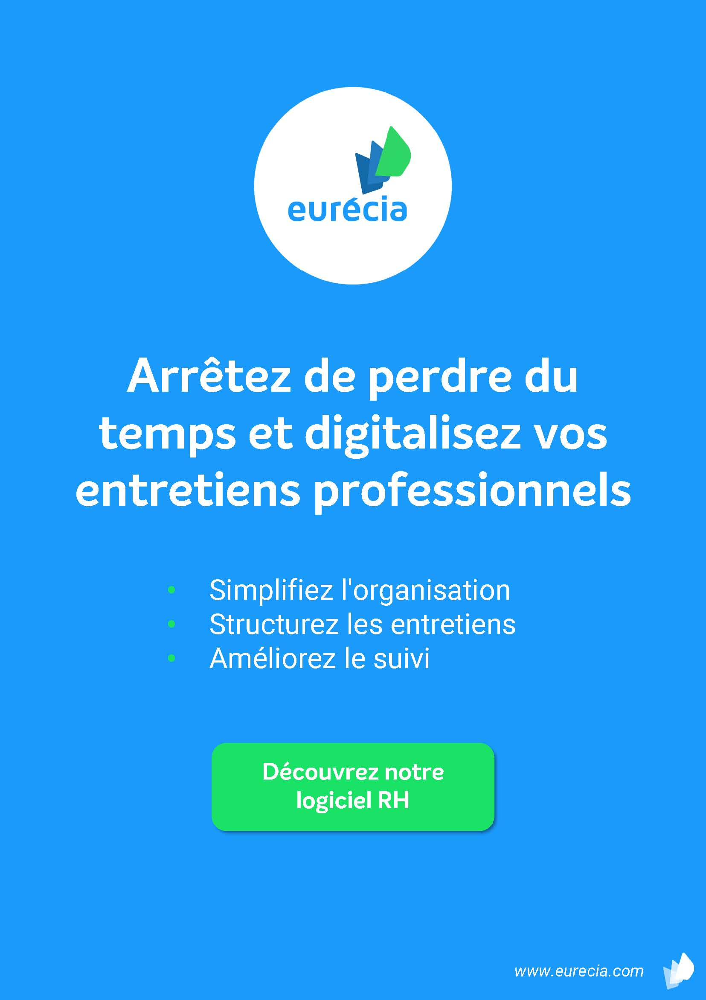 eurécia
Arrêtez de perdre du
temps et digitalisez vos
entretiens professionnels
• Simplifiez l'organisation
• Structurez les entretiens
• Améliorez le suivi
Découvrez notre
logiciel RH
www.eurecia.com